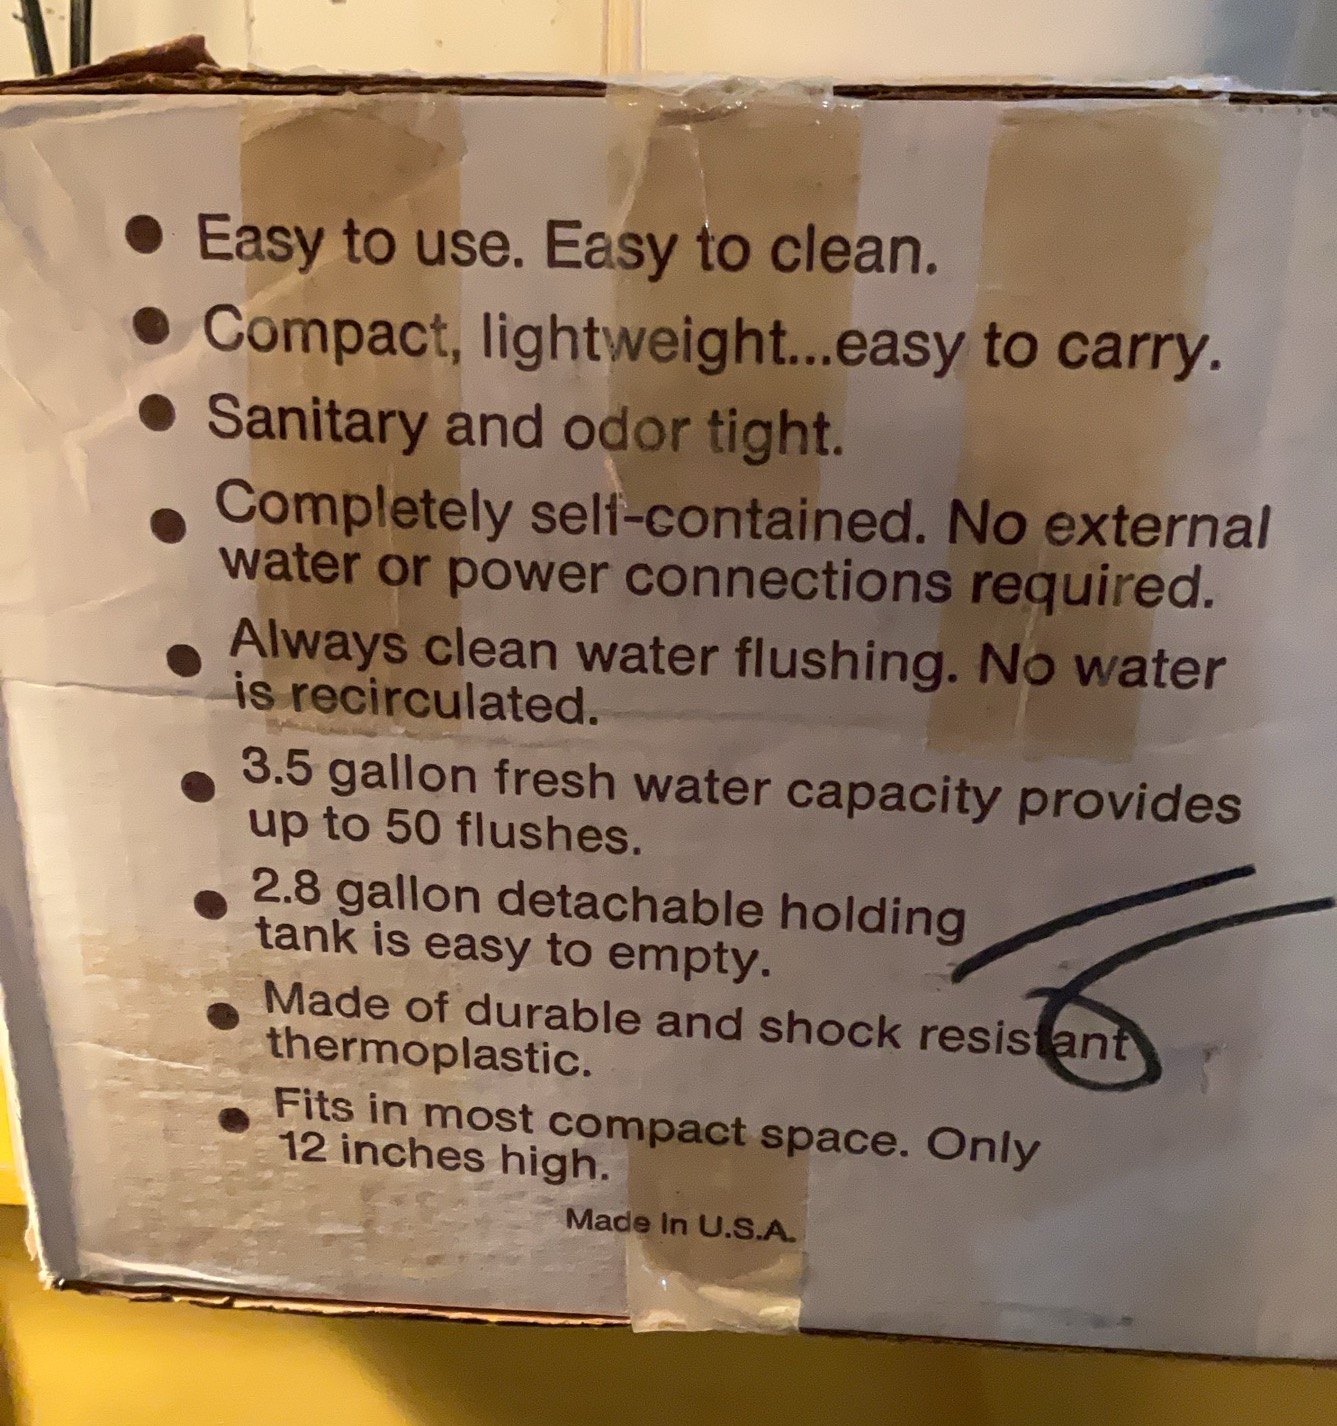 ● Easy to use. Easy to clean.
● Compact, lightweight...easy to carry.
● Sanitary and odor tight.
● Completely self-contained. No external
water or power connections required.
● Always clean water flushing. No water
is recirculated.
● 3.5 gallon fresh water capacity provides
up to 50 flushes.
● 2.8 gallon detachable holding
tank is easy to empty.
● Made of durable and shock resistant
thermoplastic.
● Fits in most compact space. Only
12 inches high.
Made In U.S.A.